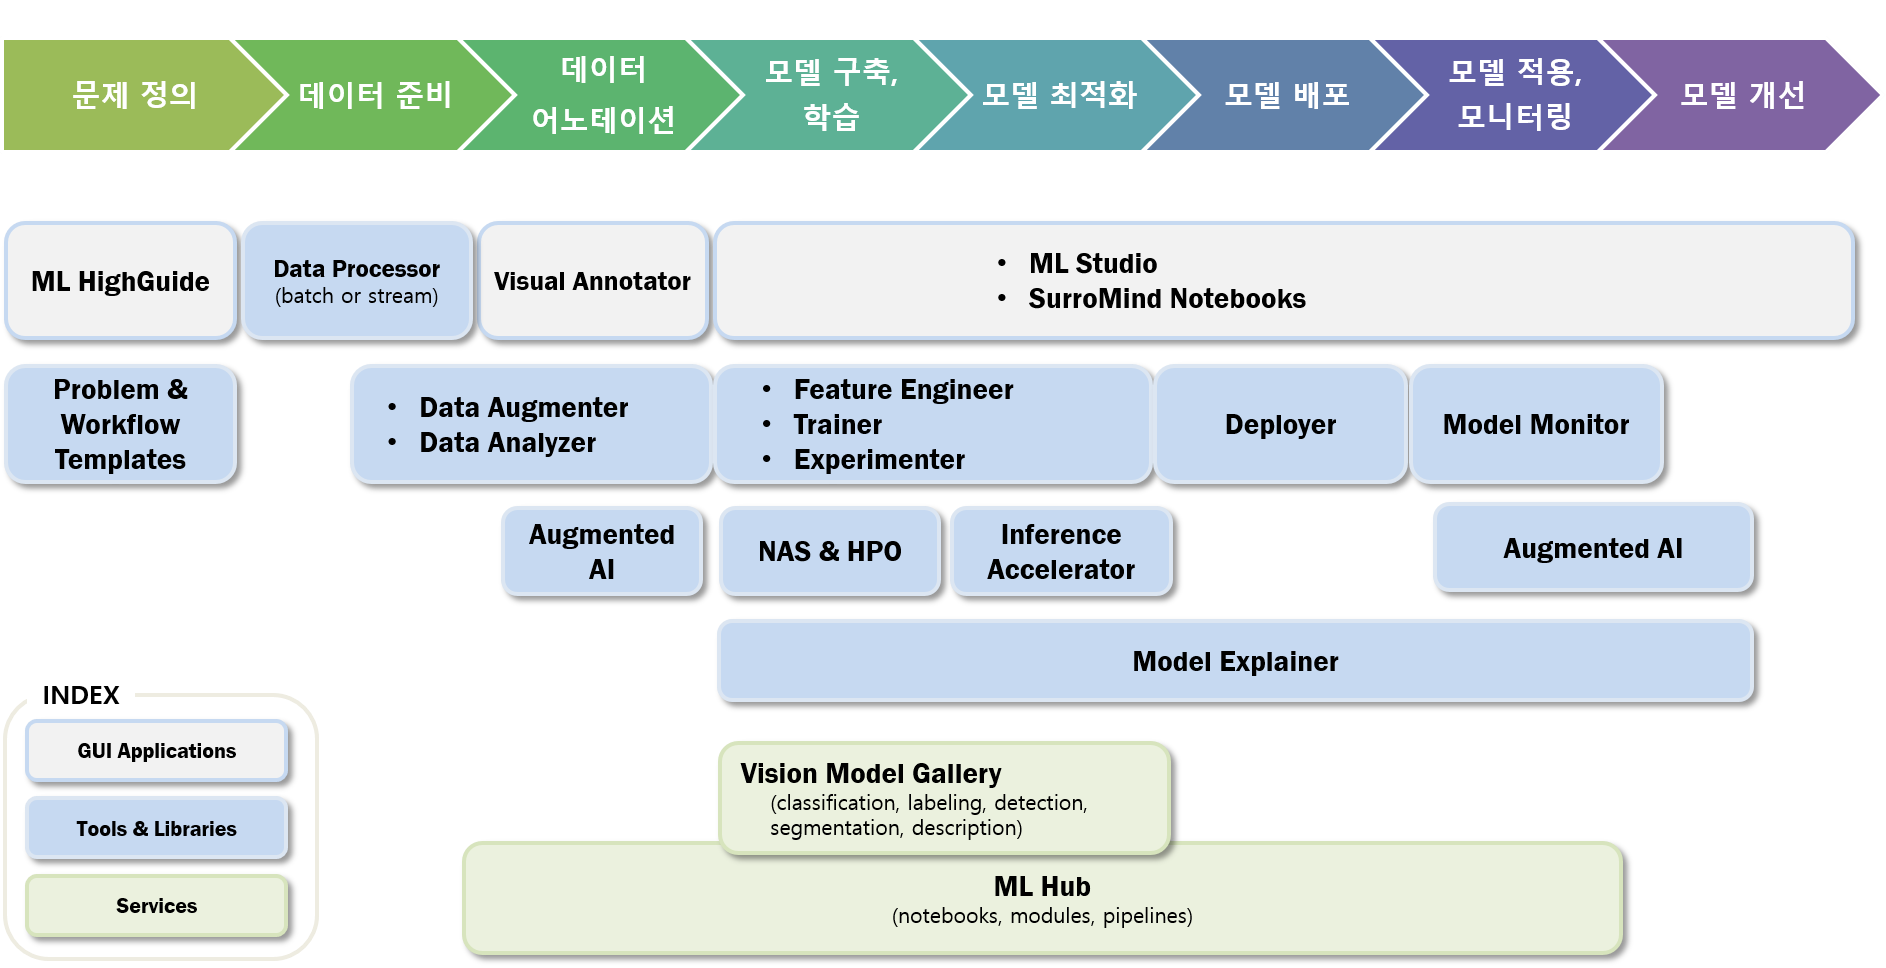 문제 정의
데이터 준비
데이터
어노테이션
모델 구축,
학습
모델 최적화
모델 배포
모델 적용,
모니터링
모델 개선
ML HighGuide
Data Processor
(batch or stream)
Visual Annotator
• ML Studio
• SurroMind Notebooks
Problem &
Workflow
Templates
• Data Augmenter
• Data Analyzer
• Feature Engineer
• Trainer
• Experimenter
Deployer
Model Monitor
Augmented
AI
NAS & HPO
Inference
Accelerator
Augmented AI
Model Explainer
INDEX
GUI Applications
Tools & Libraries
Services
Vision Model Gallery
(classification, labeling, detection,
segmentation, description)
ML Hub
(notebooks, modules, pipelines)